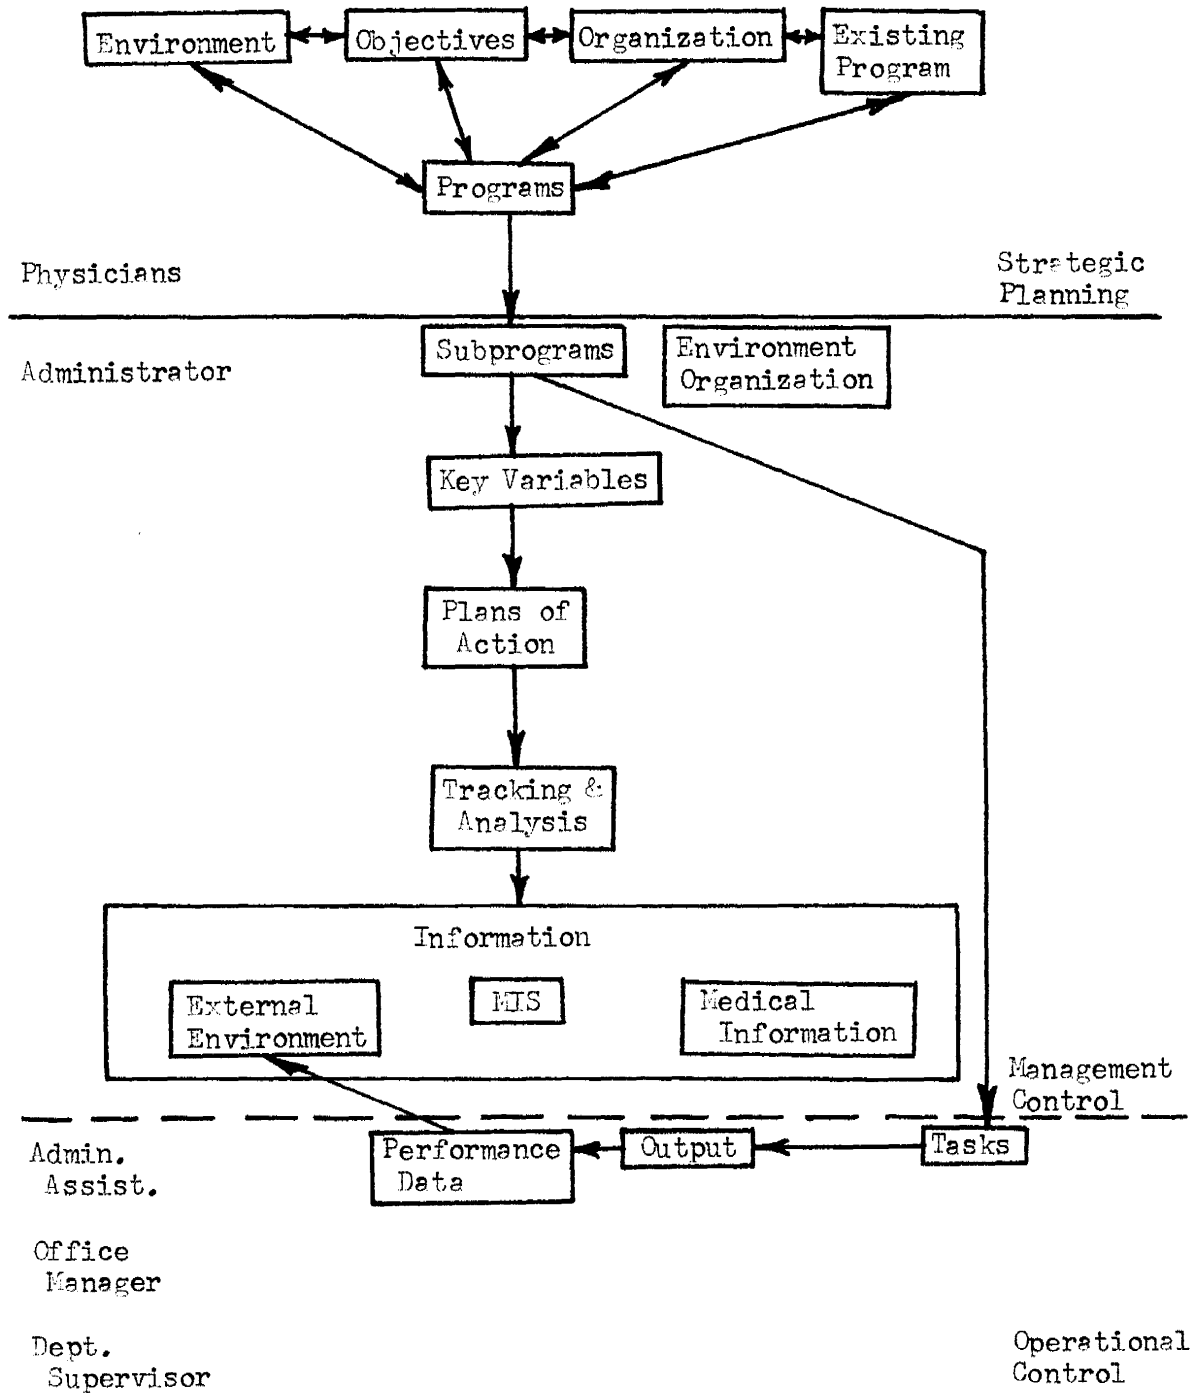 Environment
Objectives
Organization
Existing
Program
Programs
Physicians
Strategic
Planning
Subprograms
Environment
Organization
Administrator
Key Variables
Plans of
Action
Tracking &
Analysis
Information
External
Environment
MIS
Medical
Information
Management
Control
Admin.
Assist.
Performance
Data
Output
Tasks
Office
Manager
Dept.
Supervisor
Operational
Control